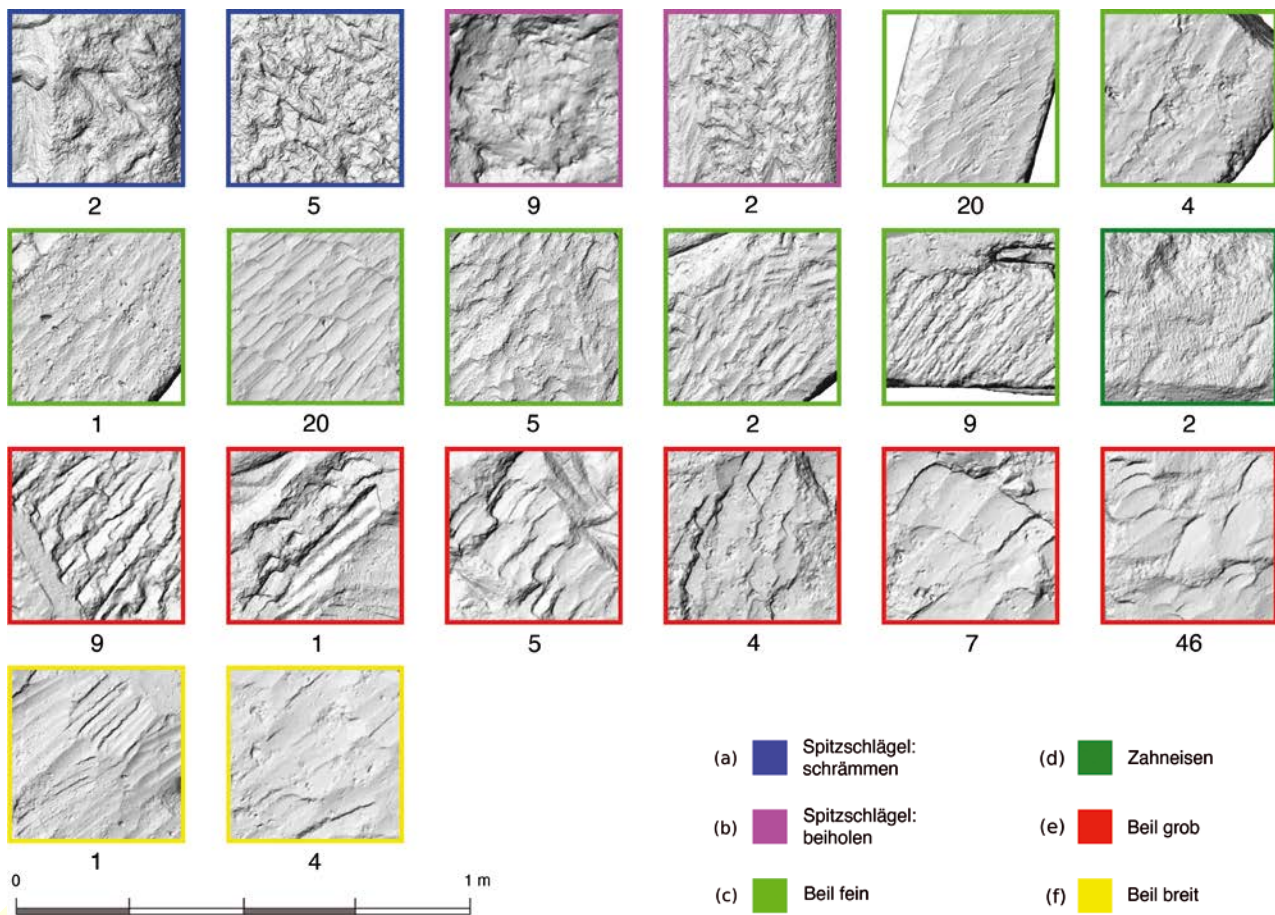 2 5 9 2 20 4
1 20 5 2 9 2
9 1 5 4 7 46
1 4
0 1 m
(a) Spitzschlägel:
schrämmen
(b) Spitzschlägel:
beiholen
(c) Beil fein
(d) Zahneisen
(e) Beil grob
(f) Beil breit